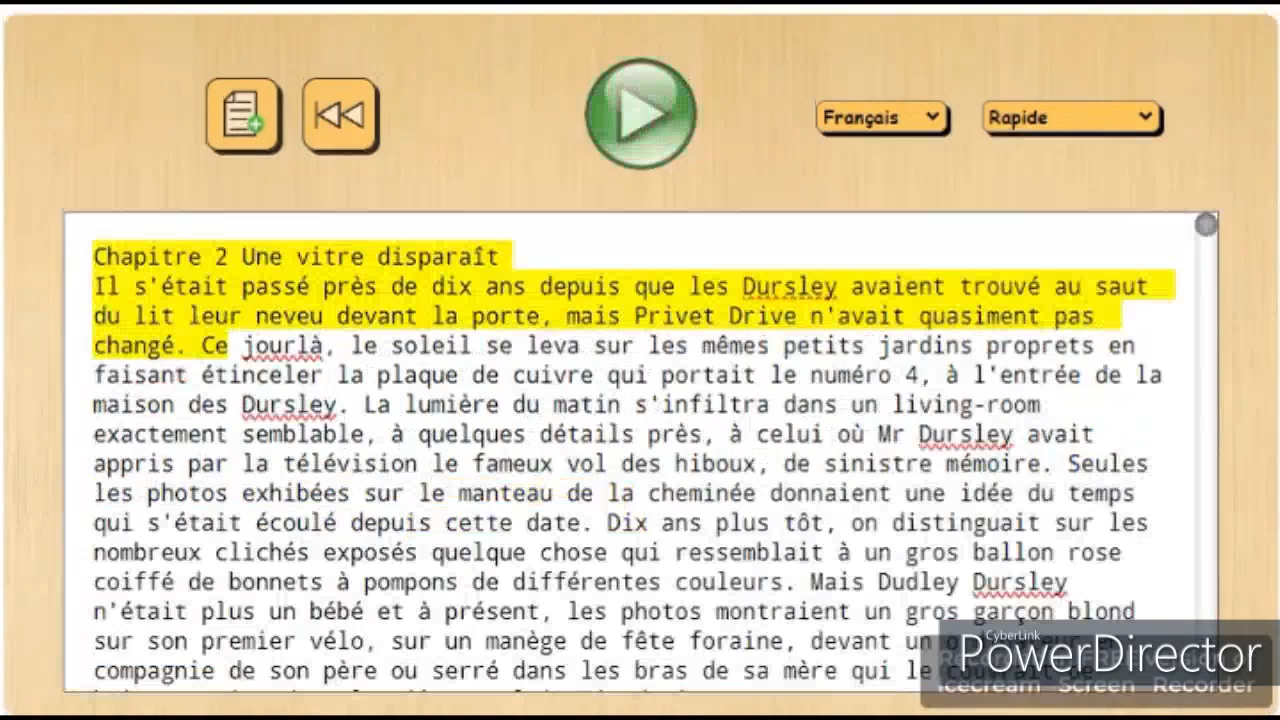 Français
Rapide
Chapitre 2 Une vitre disparaît
Il s'était passé près de dix ans depuis que les Dursley avaient trouvé au saut
du lit leur neveu devant la porte, mais Privet Drive n'avait quasiment pas
changé. Ce jourlà, le soleil se leva sur les mêmes petits jardins proprets en
faisant étinceler la plaque de cuivre qui portait le numéro 4, à l'entrée de la
maison des Dursley. La lumière du matin s'infiltra dans un living-room
exactement semblable, à quelques détails près, à celui où Mr Dursley avait
appris par la télévision le fameux vol des hiboux, de sinistre mémoire. Seules
les photos exhibées sur le manteau de la cheminée donnaient une idée du temps
qui s'était écoulé depuis cette date. Dix ans plus tôt, on distinguait sur les
nombreux clichés exposés quelque chose qui ressemblait à un gros ballon rose
coiffé de bonnets à pompons de différentes couleurs. Mais Dudley Dursley
n'était plus un bébé et à présent, les photos montraient un gros garçon blond
sur son premier vélo, sur un manège de fête foraine, devant un
compagnie de son père ou serré dans les bras de sa mère qui le couvrait de
CyberLink
PowerDirector
Icecream Screen Recorder